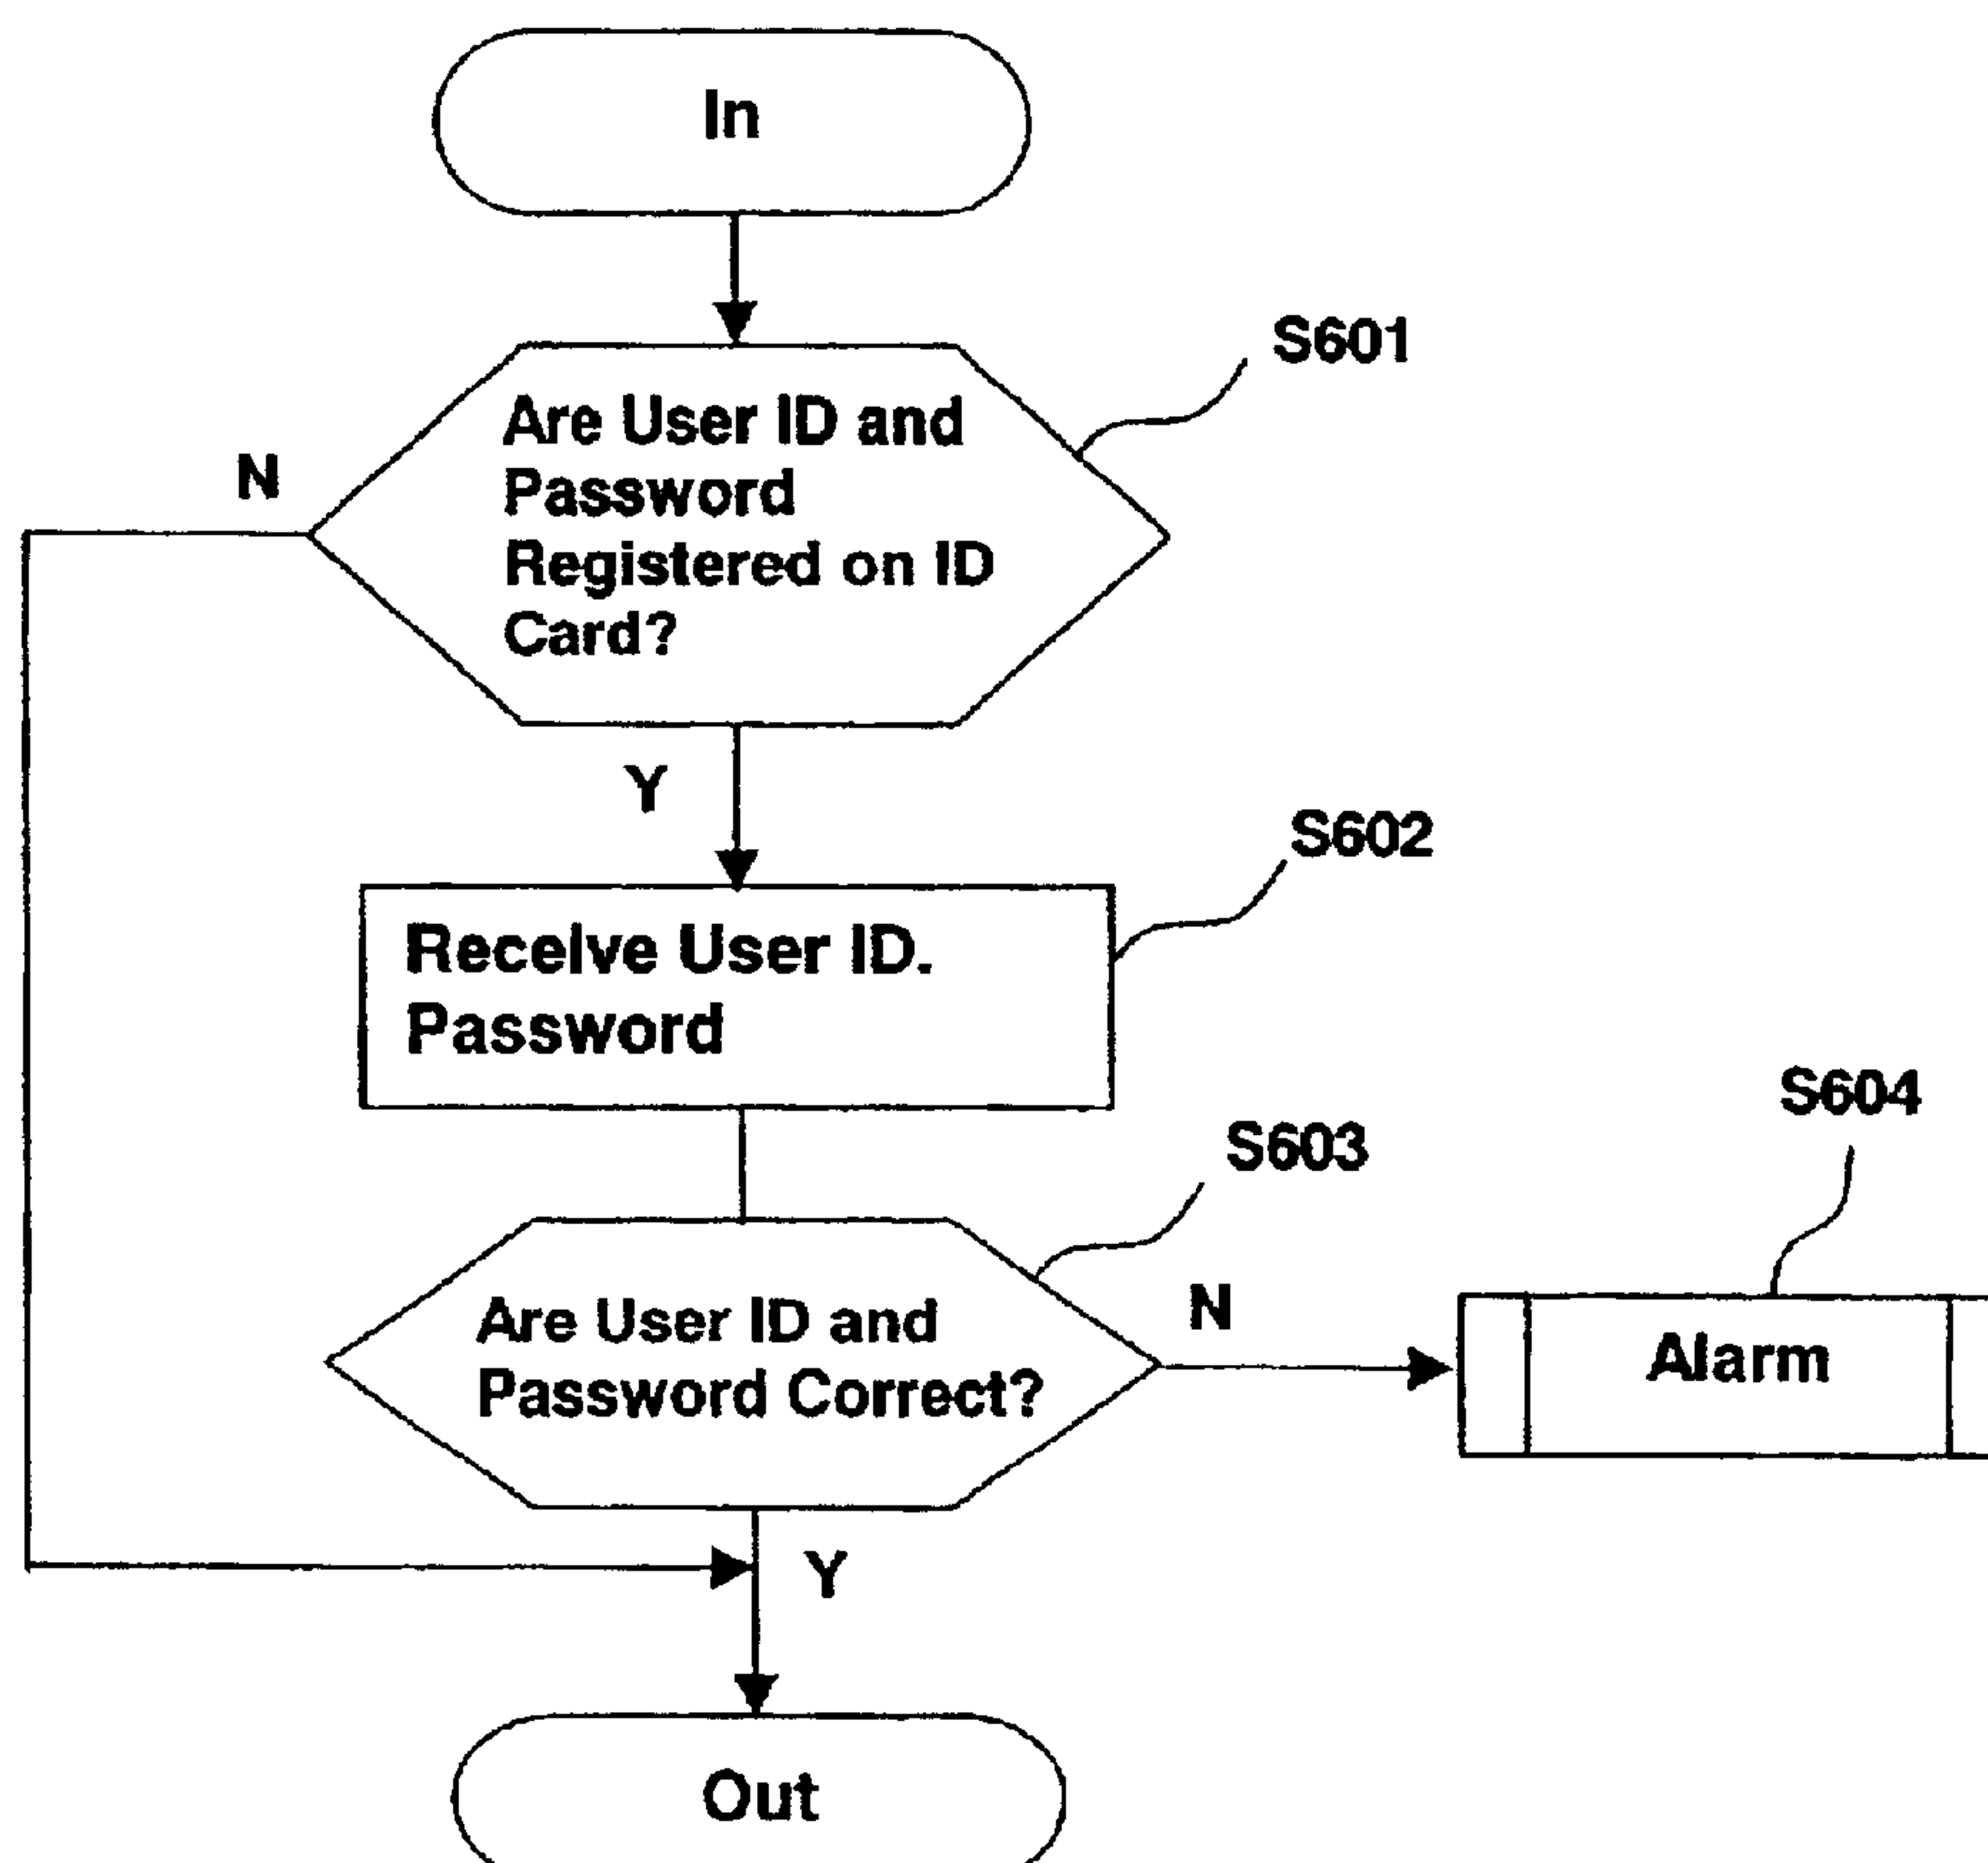 In
S601
Are User ID and
Password
Registered on ID
Card?
N
Y
S602
Receive User ID.
Password
S603
S604
Are User ID and
Password Correct?
N
Alarm
Y
Out